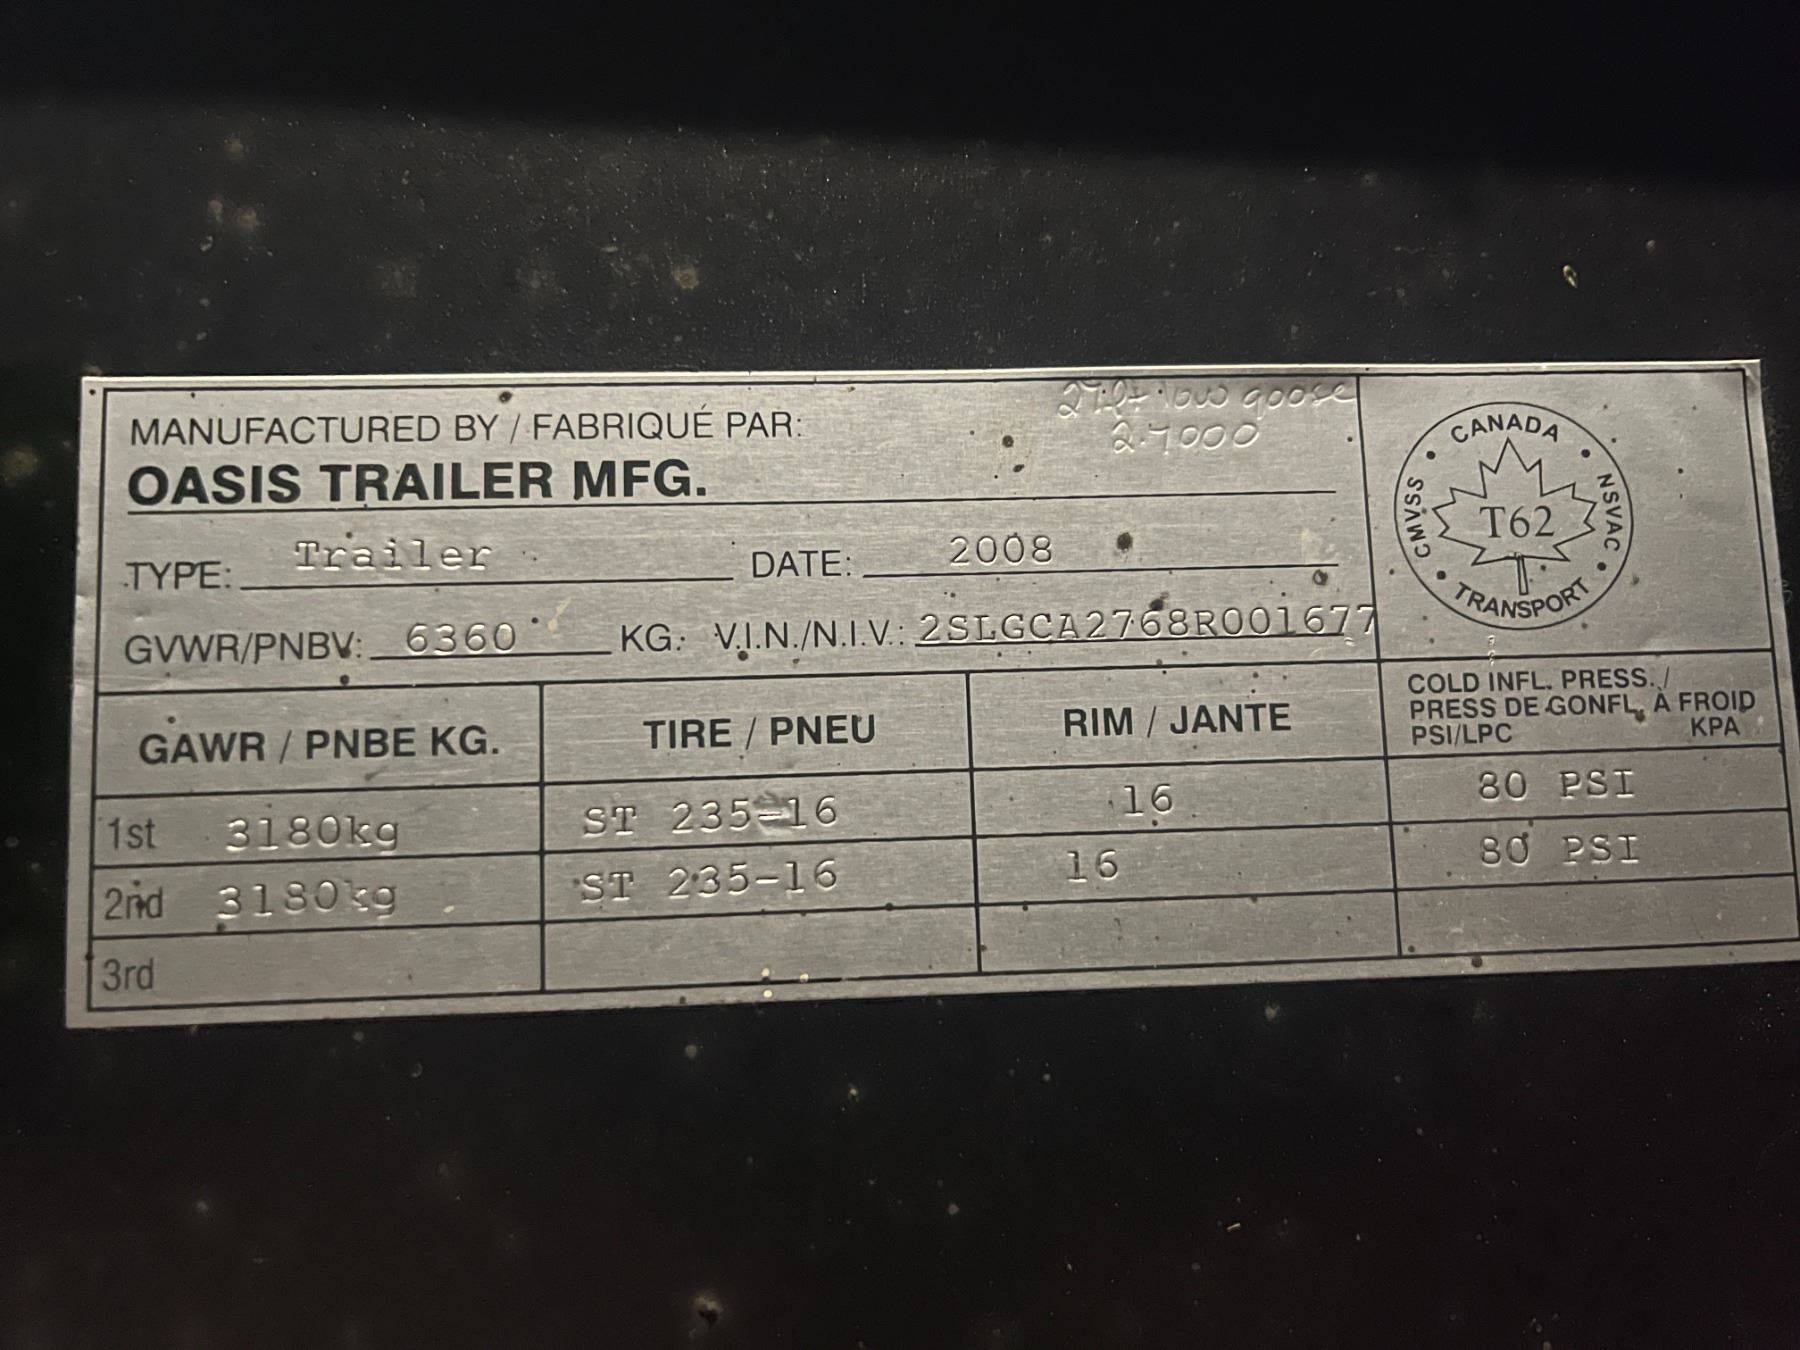 27ft low goose
2-7000
MANUFACTURED BY / FABRIQUÉ PAR:
OASIS TRAILER MFG.
TYPE: Trailer DATE: 2008
GVWR/PNBV: 6360 KG: V.I.N./N.I.V.: 2SLGCA2768R001677
CANADA
CMVSS
T62
NSVAC
TRANSPORT
GAWR / PNBE KG. TIRE / PNEU RIM / JANTE
COLD INFL. PRESS. /
PRESS DE GONFL. À FROID
PSI/LPC KPA
1st 3180kg ST 235-16 16 80 PSI
2nd 3180kg ST 235-16 16 80 PSI
3rd